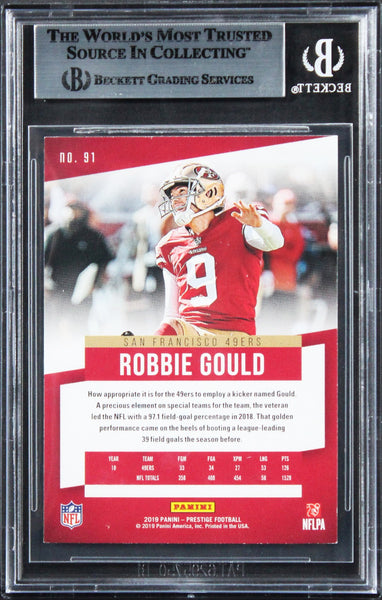 THE WORLD'S MOST TRUSTED
SOURCE IN COLLECTING™
BECKETT GRADING SERVICES
BECKETT
NO. 91
9
SAN FRANCISCO 49ERS
ROBBIE GOULD
How appropriate it is for the 49ers to employ a kicker named Gould.
A precious element on special teams for the team, the veteran
led the NFL with a 97.1 field-goal percentage in 2018. That golden
performance came on the heels of booting a league-leading
39 field goals the season before.
YEAR TEAM FGM FGA XPM LG PTS
18 49ERS 33 34 27 53 126
NFL TOTALS 358 408 454 58 1528
NFL
PANINI
NFLPA
2019 PANINI – PRESTIGE FOOTBALL
© 2019 Panini America, Inc. Printed in the USA.